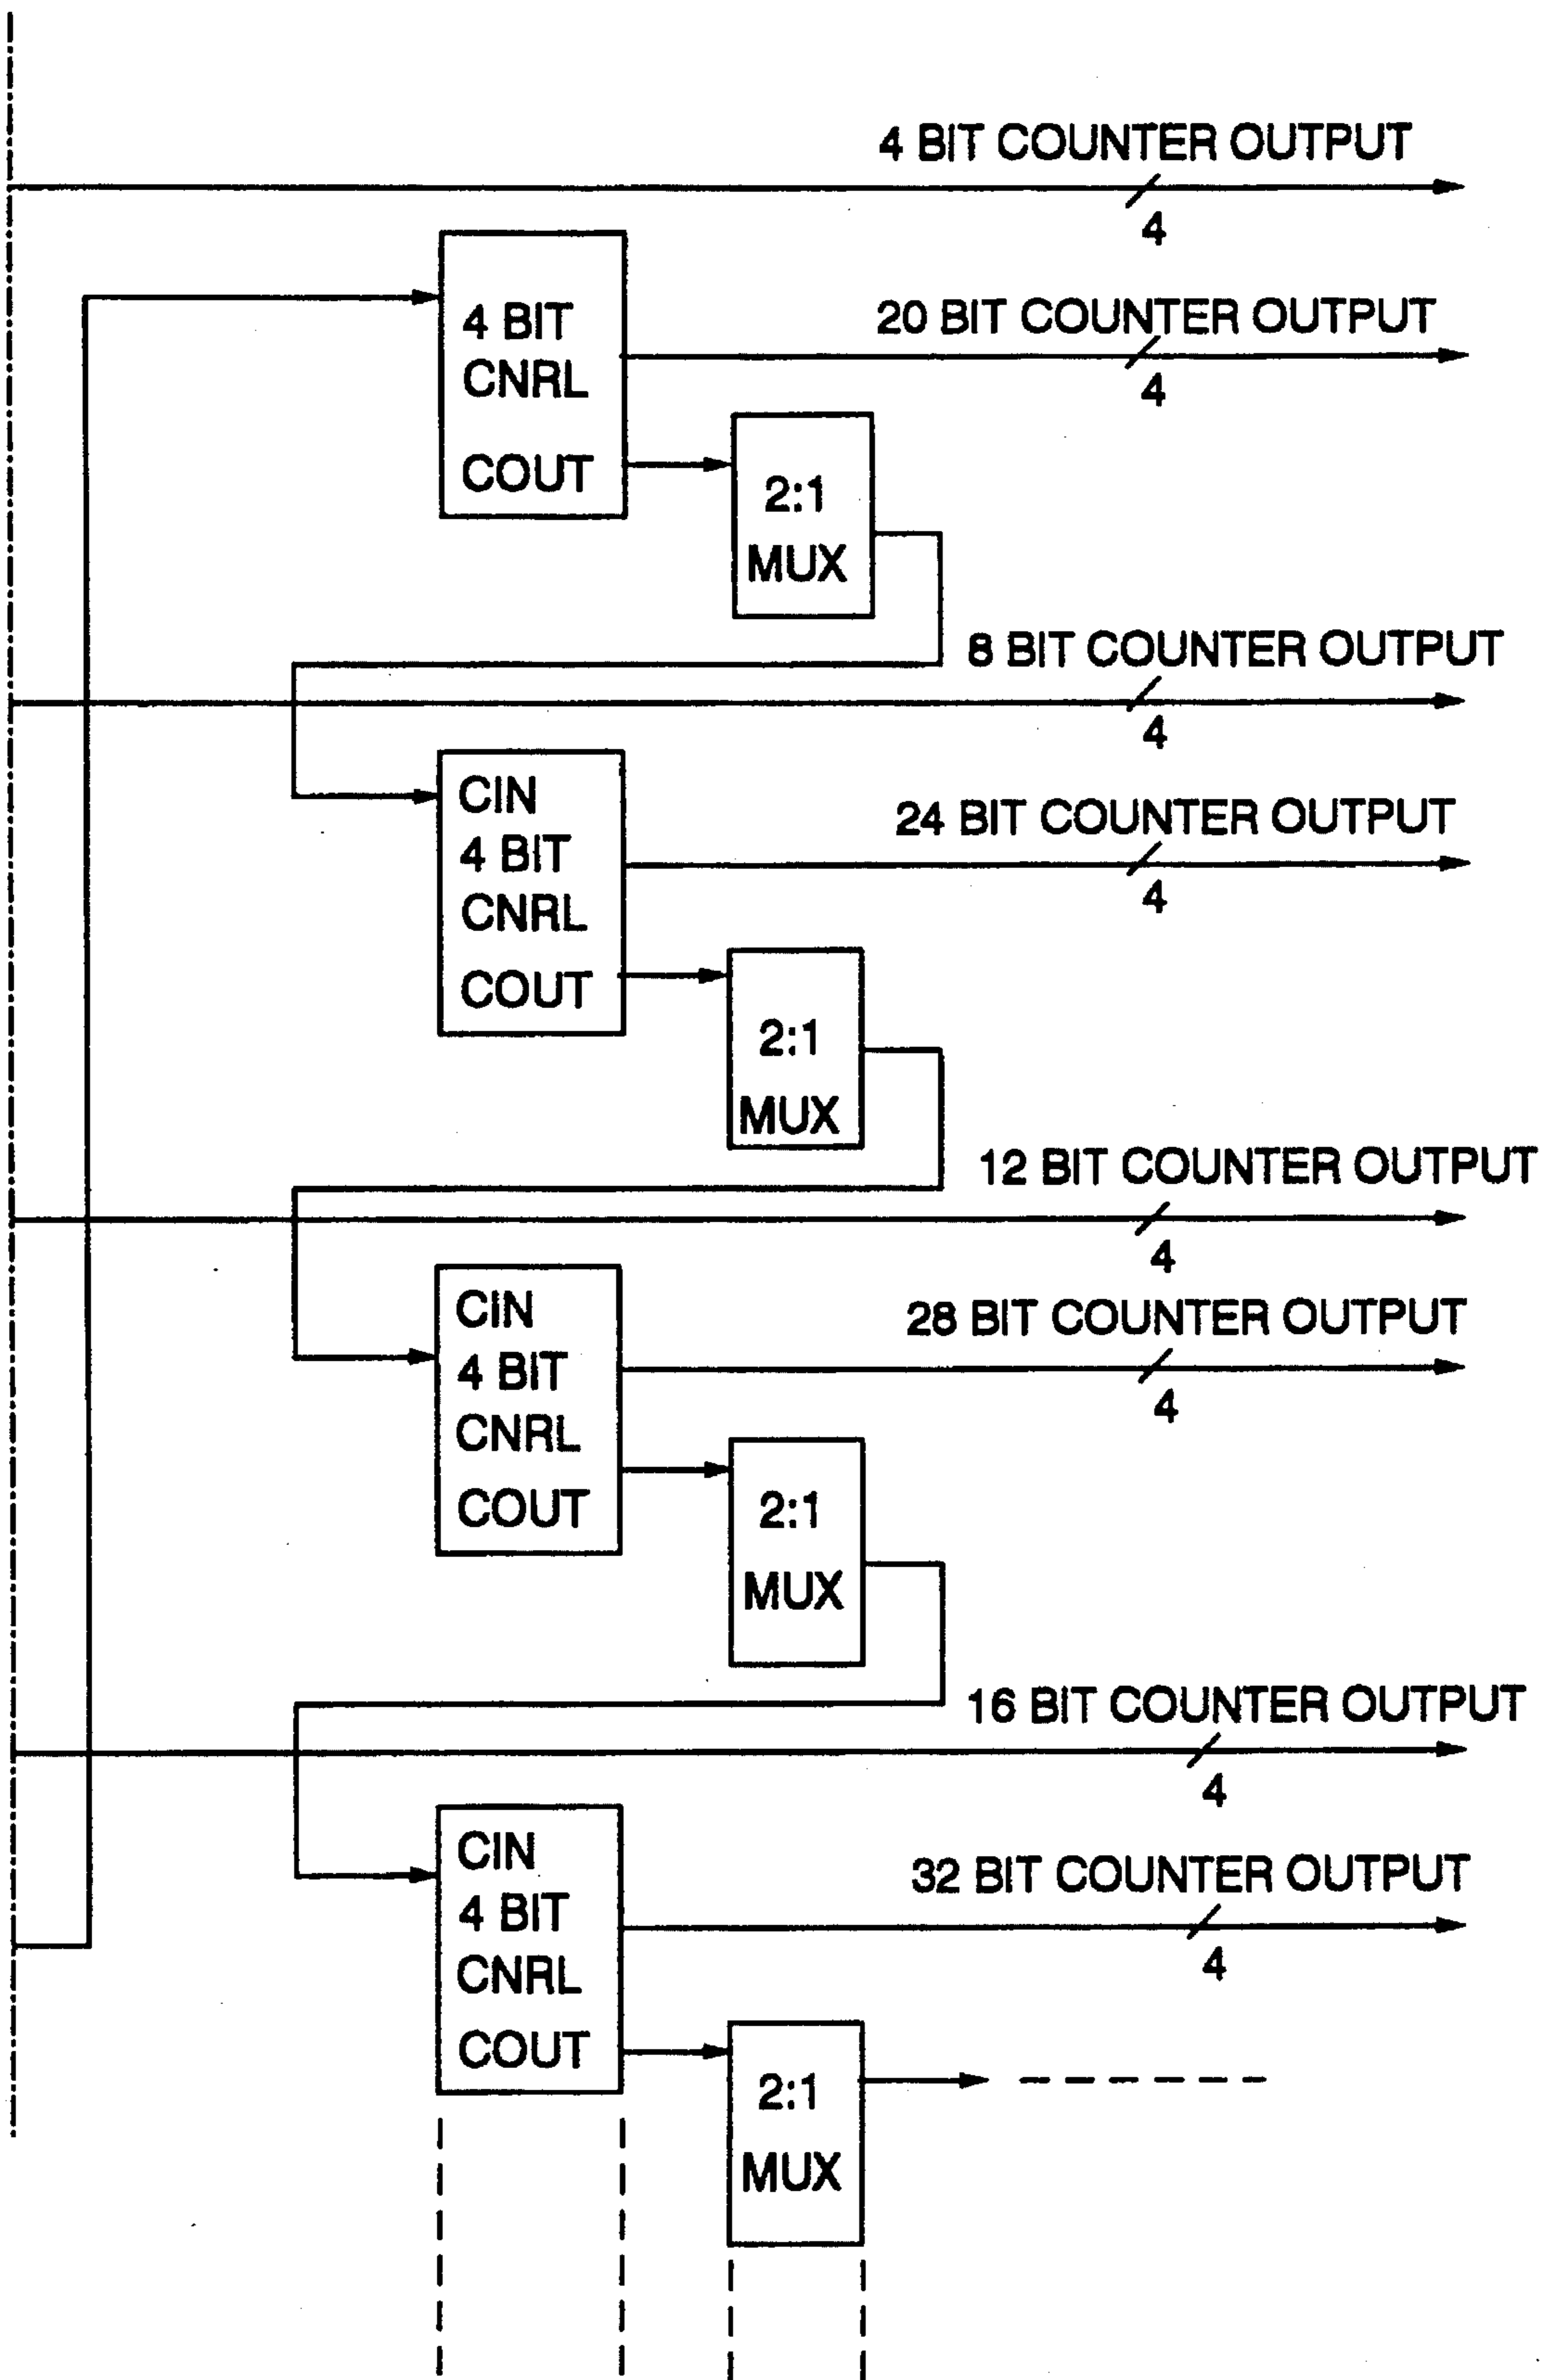 4 BIT COUNTER OUTPUT
4
4 BIT
CNRL
COUT
20 BIT COUNTER OUTPUT
4
2:1
MUX
8 BIT COUNTER OUTPUT
4
CIN
4 BIT
CNRL
COUT
24 BIT COUNTER OUTPUT
4
2:1
MUX
12 BIT COUNTER OUTPUT
4
CIN
4 BIT
CNRL
COUT
28 BIT COUNTER OUTPUT
4
2:1
MUX
16 BIT COUNTER OUTPUT
4
CIN
4 BIT
CNRL
COUT
32 BIT COUNTER OUTPUT
4
2:1
MUX